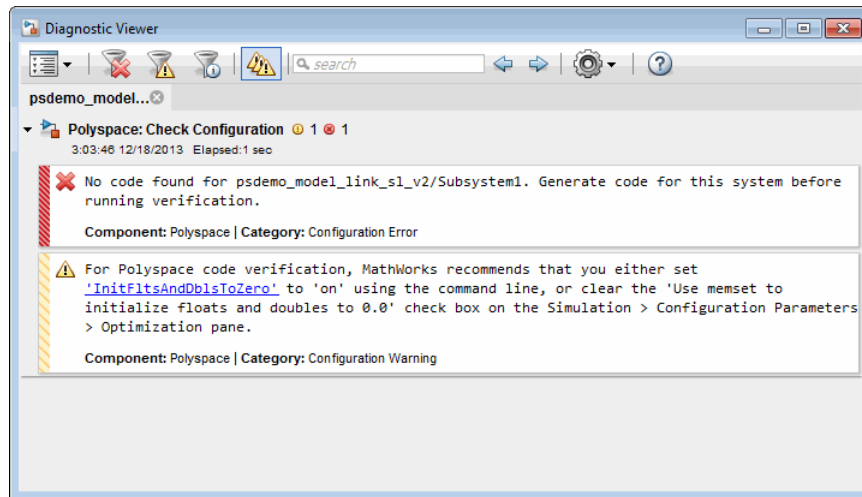 Diagnostic Viewer
search
psdemo_model...
Polyspace: Check Configuration 1 1
3:03:46 12/18/2013 Elapsed:1 sec
No code found for psdemo_model_link_sl_v2/Subsystem1. Generate code for this system before
running verification.
Component: Polyspace | Category: Configuration Error
For Polyspace code verification, MathWorks recommends that you either set
'InitFltsAndDblsToZero' to 'on' using the command line, or clear the 'Use memset to
initialize floats and doubles to 0.0' check box on the Simulation > Configuration Parameters
> Optimization pane.
Component: Polyspace | Category: Configuration Warning